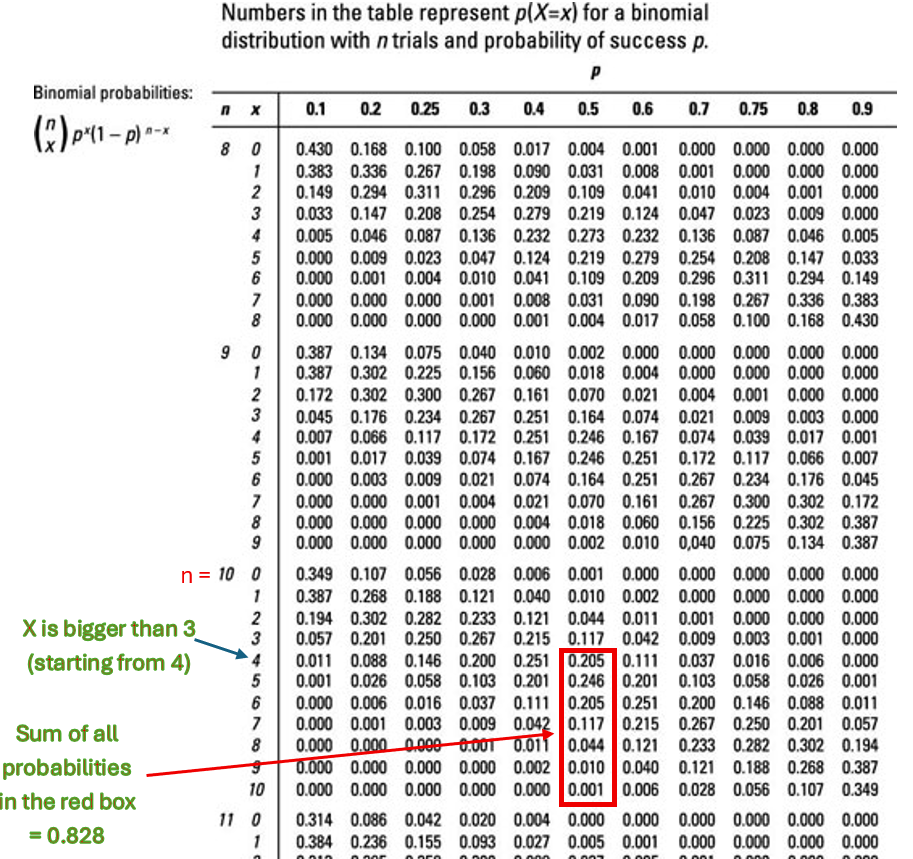 Numbers in the table represent p(X=x) for a binomial
distribution with n trials and probability of success p.
p
Binomial probabilities:
(n x) pˣ(1 – p) ⁿ⁻ˣ
n x 0.1 0.2 0.25 0.3 0.4 0.5 0.6 0.7 0.75 0.8 0.9
8 0 0.430 0.168 0.100 0.058 0.017 0.004 0.001 0.000 0.000 0.000 0.000
1 0.383 0.336 0.267 0.198 0.090 0.031 0.008 0.001 0.000 0.000 0.000
2 0.149 0.294 0.311 0.296 0.209 0.109 0.041 0.010 0.004 0.001 0.000
3 0.033 0.147 0.208 0.254 0.279 0.219 0.124 0.047 0.023 0.009 0.000
4 0.005 0.046 0.087 0.136 0.232 0.273 0.232 0.136 0.087 0.046 0.005
5 0.000 0.009 0.023 0.047 0.124 0.219 0.279 0.254 0.208 0.147 0.033
6 0.000 0.001 0.004 0.010 0.041 0.109 0.209 0.296 0.311 0.294 0.149
7 0.000 0.000 0.000 0.001 0.008 0.031 0.090 0.198 0.267 0.336 0.383
8 0.000 0.000 0.000 0.000 0.001 0.004 0.017 0.058 0.100 0.168 0.430
9 0 0.387 0.134 0.075 0.040 0.010 0.002 0.000 0.000 0.000 0.000 0.000
1 0.387 0.302 0.225 0.156 0.060 0.018 0.004 0.000 0.000 0.000 0.000
2 0.172 0.302 0.300 0.267 0.161 0.070 0.021 0.004 0.001 0.000 0.000
3 0.045 0.176 0.234 0.267 0.251 0.164 0.074 0.021 0.009 0.003 0.000
4 0.007 0.066 0.117 0.172 0.251 0.246 0.167 0.074 0.039 0.017 0.001
5 0.001 0.017 0.039 0.074 0.167 0.246 0.251 0.172 0.117 0.066 0.007
6 0.000 0.003 0.009 0.021 0.074 0.164 0.251 0.267 0.234 0.176 0.045
7 0.000 0.000 0.001 0.004 0.021 0.070 0.161 0.267 0.300 0.302 0.172
8 0.000 0.000 0.000 0.000 0.004 0.018 0.060 0.156 0.225 0.302 0.387
9 0.000 0.000 0.000 0.000 0.000 0.002 0.010 0,040 0.075 0.134 0.387
n = 10 0 0.349 0.107 0.056 0.028 0.006 0.001 0.000 0.000 0.000 0.000 0.000
1 0.387 0.268 0.188 0.121 0.040 0.010 0.002 0.000 0.000 0.000 0.000
2 0.194 0.302 0.282 0.233 0.121 0.044 0.011 0.001 0.000 0.000 0.000
3 0.057 0.201 0.250 0.267 0.215 0.117 0.042 0.009 0.003 0.001 0.000
4 0.011 0.088 0.146 0.200 0.251 0.205 0.111 0.037 0.016 0.006 0.000
5 0.001 0.026 0.058 0.103 0.201 0.246 0.201 0.103 0.058 0.026 0.001
6 0.000 0.006 0.016 0.037 0.111 0.205 0.251 0.200 0.146 0.088 0.011
7 0.000 0.001 0.003 0.009 0.042 0.117 0.215 0.267 0.250 0.201 0.057
8 0.000 0.000 0.000 0.001 0.011 0.044 0.121 0.233 0.282 0.302 0.194
9 0.000 0.000 0.000 0.000 0.002 0.010 0.040 0.121 0.188 0.268 0.387
10 0.000 0.000 0.000 0.000 0.000 0.001 0.006 0.028 0.056 0.107 0.349
11 0 0.314 0.086 0.042 0.020 0.004 0.000 0.000 0.000 0.000 0.000 0.000
1 0.384 0.236 0.155 0.093 0.027 0.005 0.001 0.000 0.000 0.000 0.000
X is bigger than 3
(starting from 4)
Sum of all
probabilities
in the red box
= 0.828